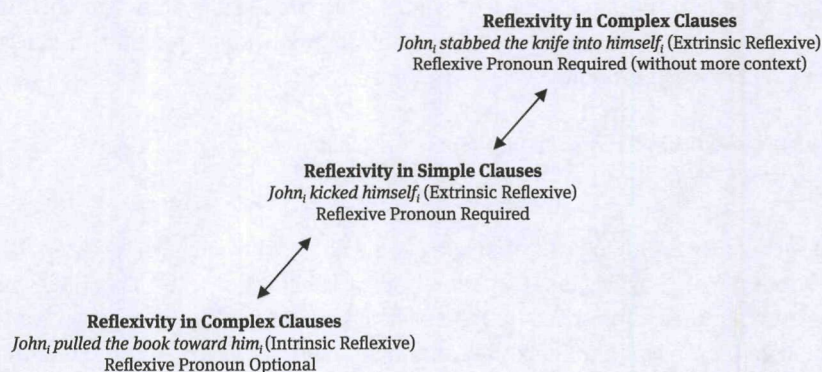 Reflexivity in Complex Clauses
Johnᵢ stabbed the knife into himselfᵢ (Extrinsic Reflexive)
Reflexive Pronoun Required (without more context)
Reflexivity in Simple Clauses
Johnᵢ kicked himselfᵢ (Extrinsic Reflexive)
Reflexive Pronoun Required
Reflexivity in Complex Clauses
Johnᵢ pulled the book toward himᵢ (Intrinsic Reflexive)
Reflexive Pronoun Optional